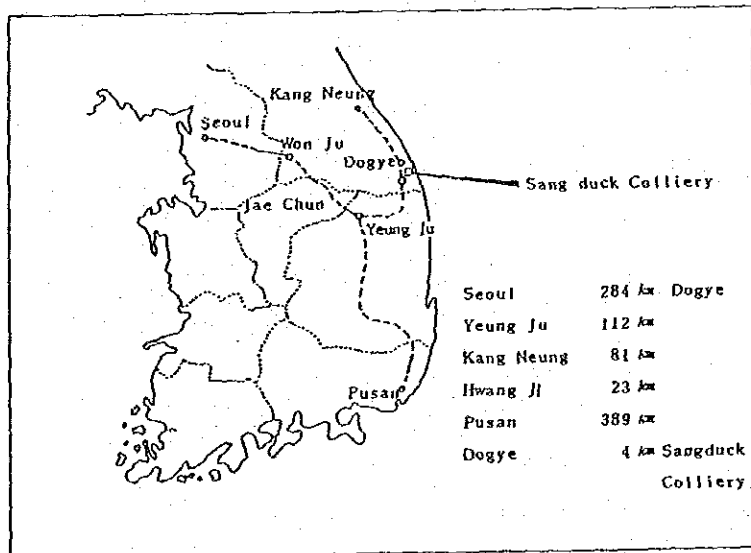 Kang Neung
Seoul
Won Ju
Dogye
Sang duck Colliery
Jae Chun
Yeung Ju
Seoul 284 km Dogye
Yeung Ju 112 km
Kang Neung 81 km
Hwang Ji 23 km
Pusan
Pusan 389 km
Dogye 4 km Sangduck
Colliery